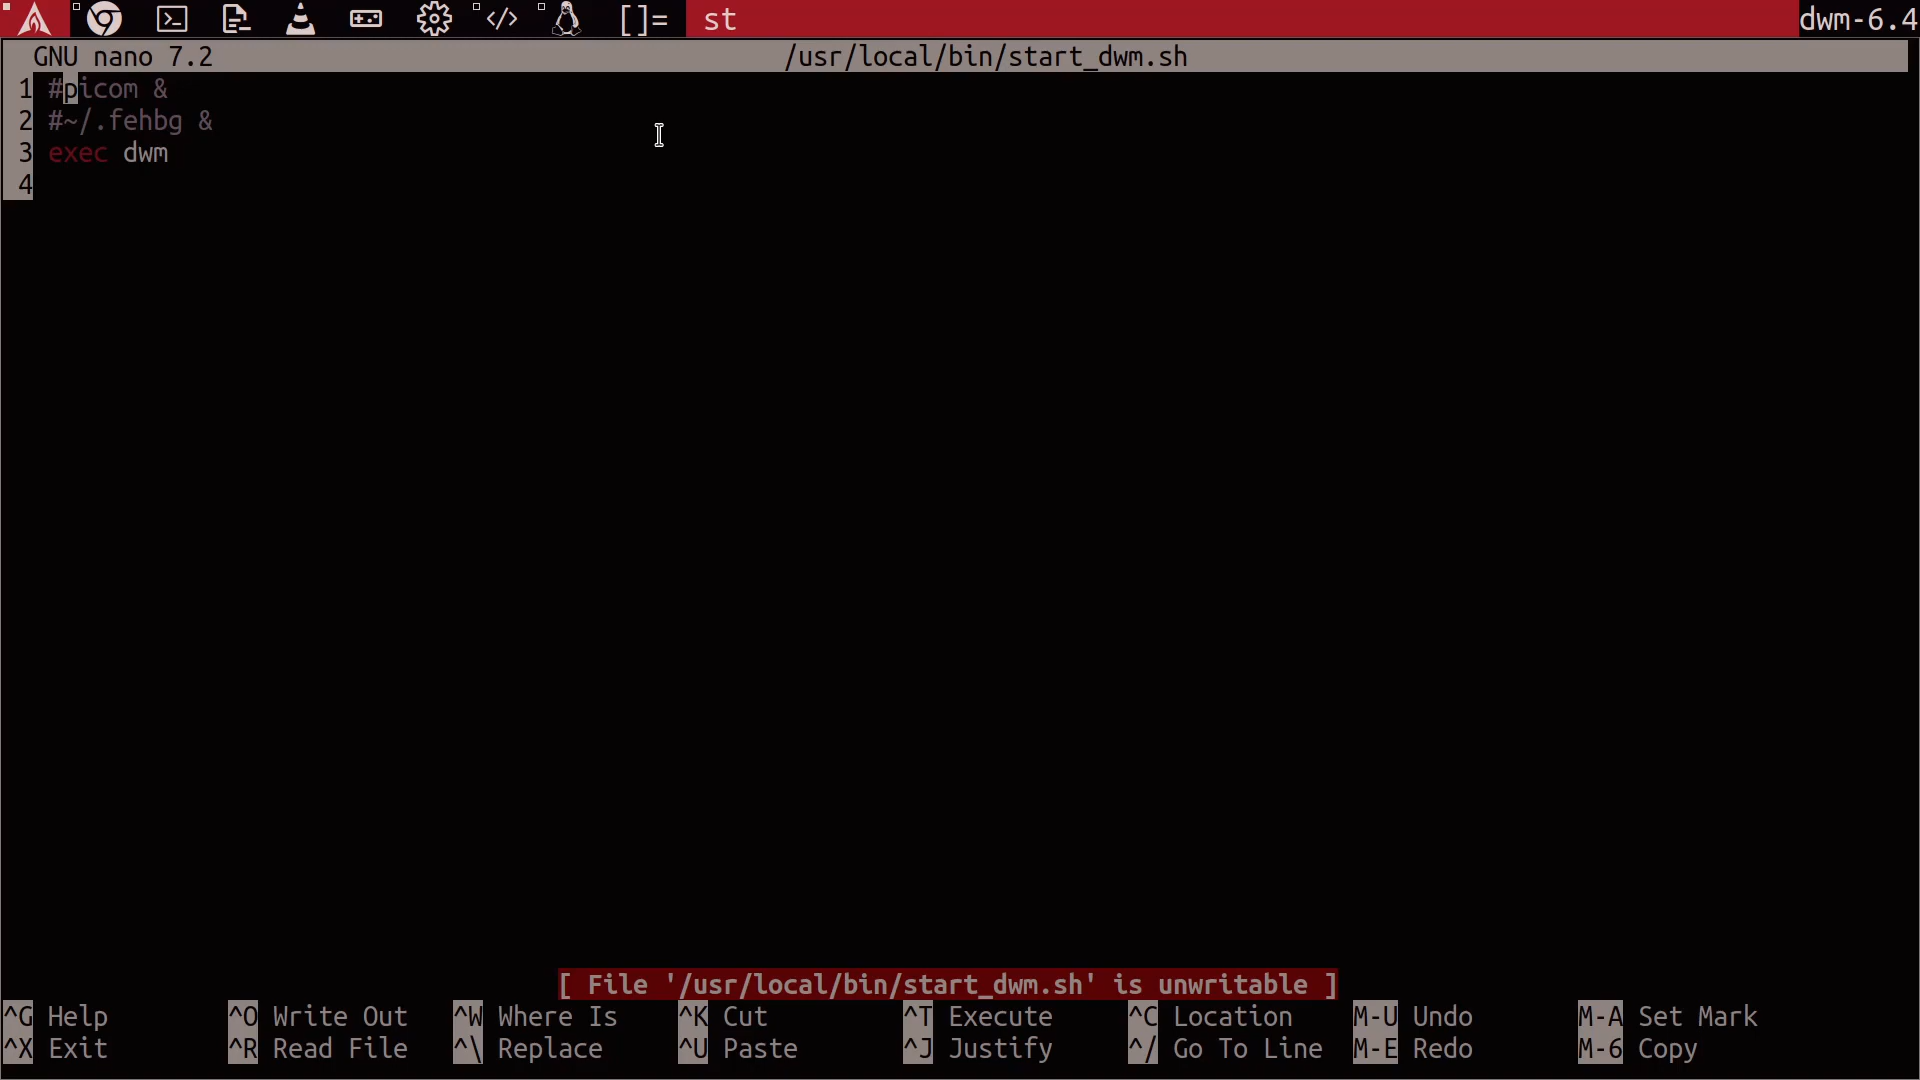 </> []= st dwm-6.4
GNU nano 7.2 /usr/local/bin/start_dwm.sh
1 #picom &
2 #~/.fehbg &
3 exec dwm
4
[ File '/usr/local/bin/start_dwm.sh' is unwritable ]
^G Help ^O Write Out ^W Where Is ^K Cut ^T Execute ^C Location M-U Undo M-A Set Mark
^X Exit ^R Read File ^\ Replace ^U Paste ^J Justify ^/ Go To Line M-E Redo M-6 Copy